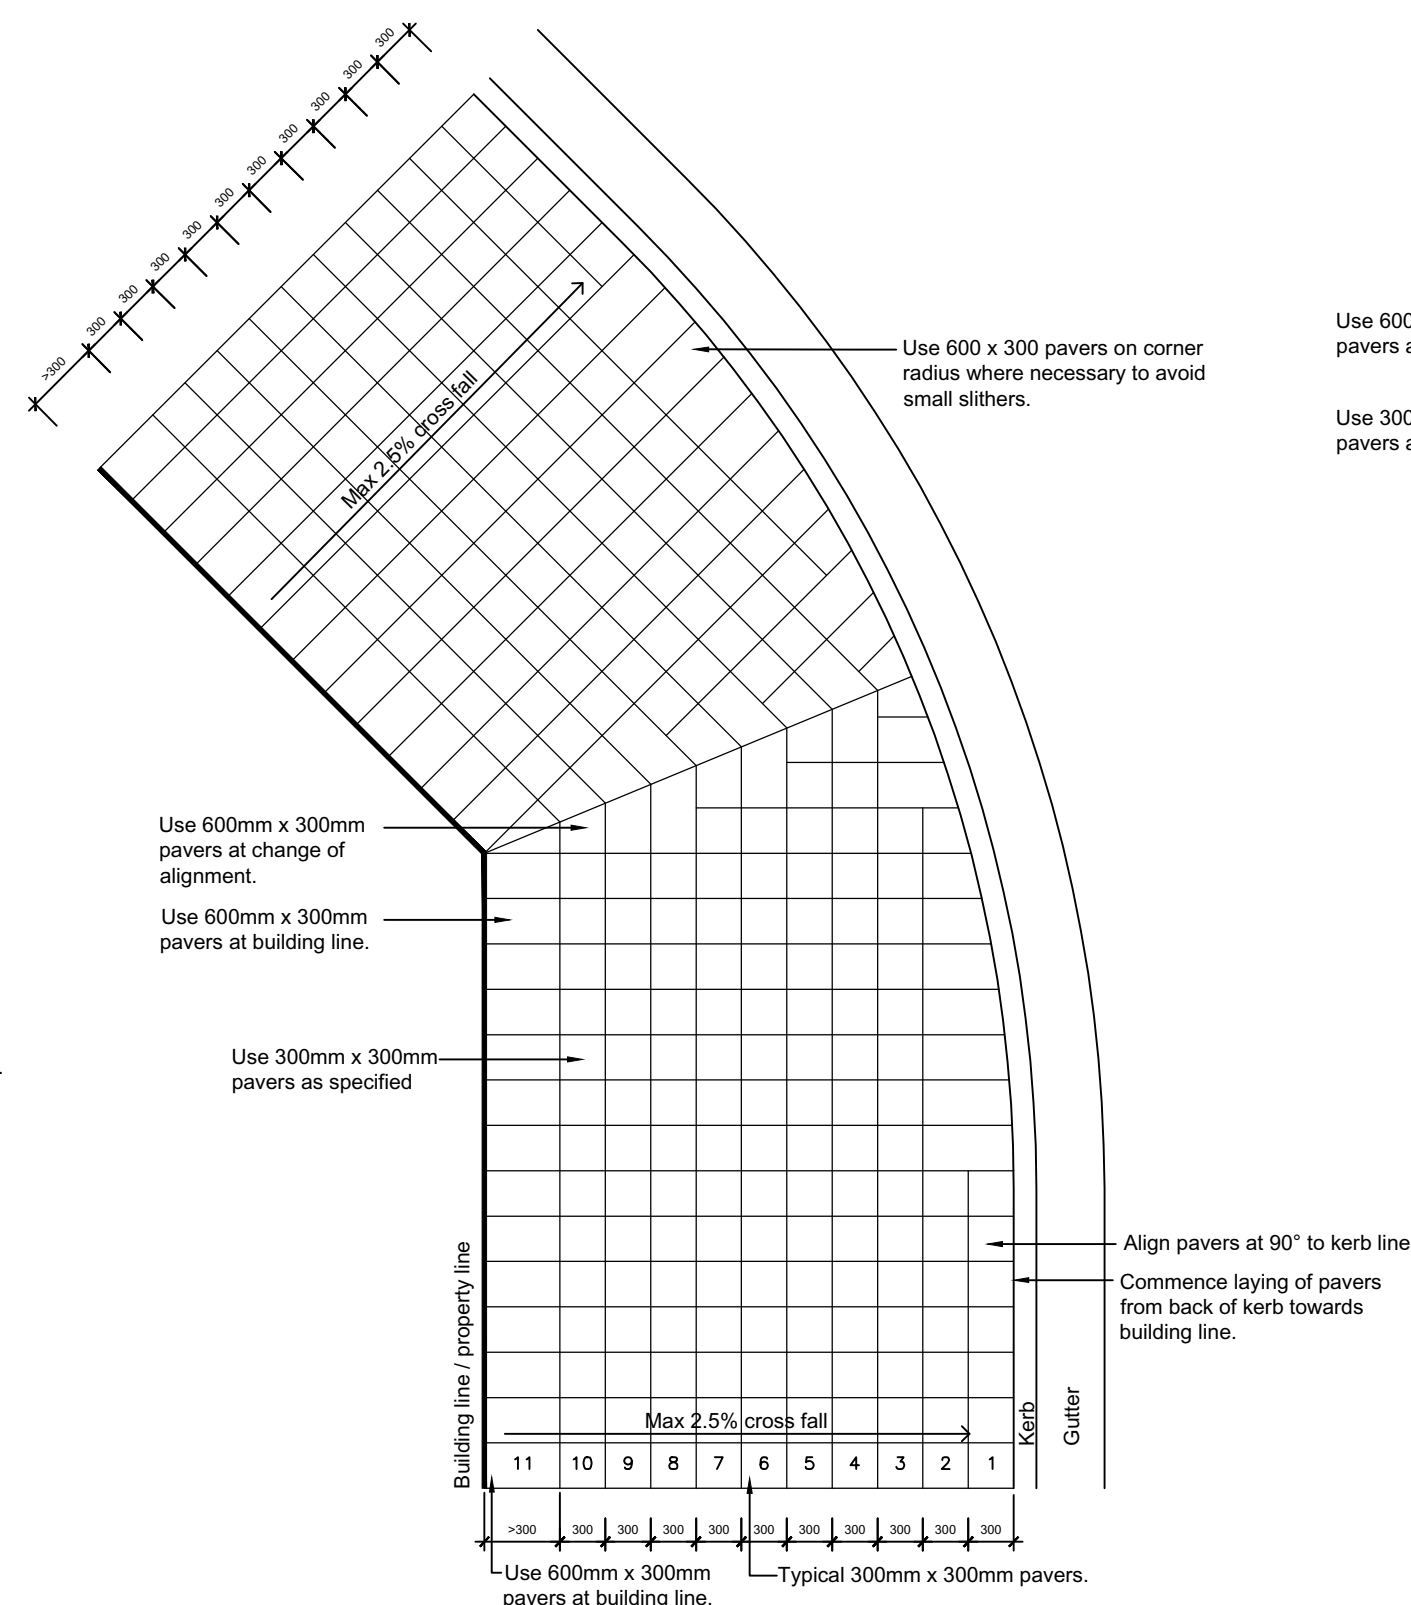 300
300
300
300
300
300
300
300
300
300
>300
Max 2.5% cross fall
Use 600 x 300 pavers on corner
radius where necessary to avoid
small slithers.
Use 600
pavers a
Use 300
pavers a
Use 600mm x 300mm
pavers at change of
alignment.
Use 600mm x 300mm
pavers at building line.
Use 300mm x 300mm
pavers as specified
Building line / property line
Align pavers at 90° to kerb line
Commence laying of pavers
from back of kerb towards
building line.
Kerb
Gutter
Max 2.5% cross fall
11 10 9 8 7 6 5 4 3 2 1
>300 300 300 300 300 300 300 300 300 300 300
Use 600mm x 300mm
pavers at building line.
Typical 300mm x 300mm pavers.